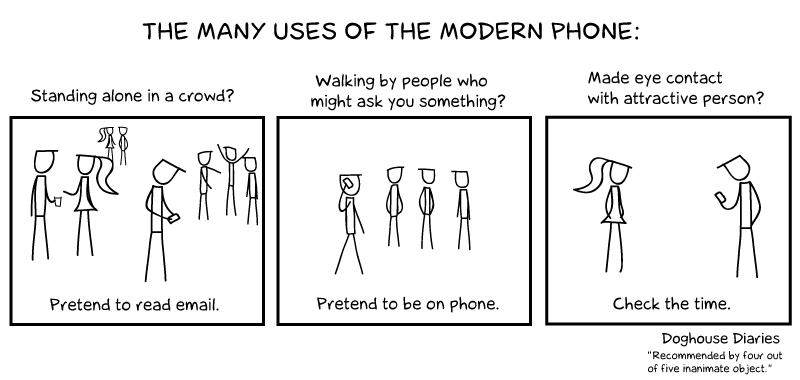 THE MANY USES OF THE MODERN PHONE:
Standing alone in a crowd?
Pretend to read email.
Walking by people who
might ask you something?
Pretend to be on phone.
Made eye contact
with attractive person?
Check the time.
Doghouse Diaries
"Recommended by four out
of five inanimate object."